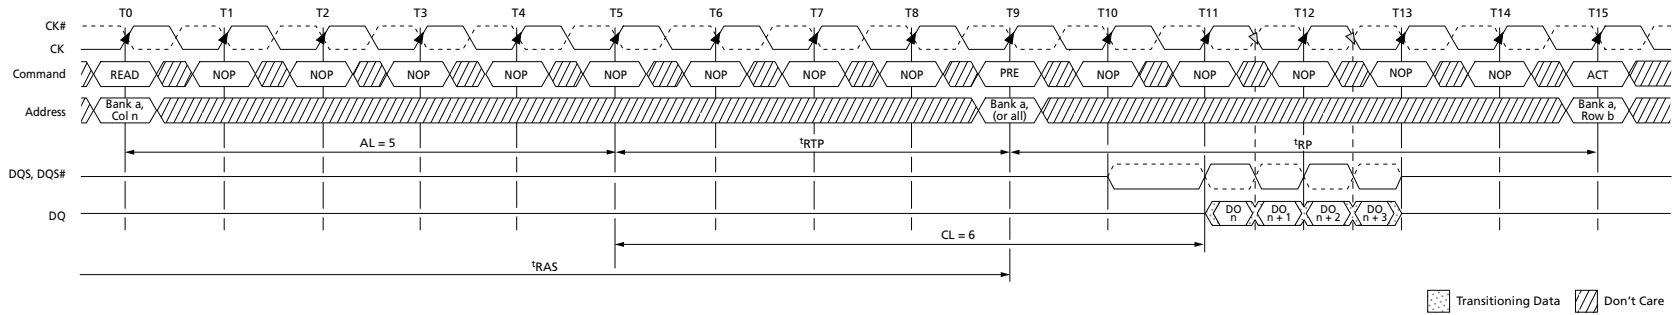 T0 T1 T2 T3 T4 T5 T6 T7 T8 T9 T10 T11 T12 T13 T14 T15
CK#
CK
Command READ NOP NOP NOP NOP NOP NOP NOP NOP PRE NOP NOP NOP NOP NOP ACT
Address
Bank a,
Col n
Bank a,
(or all)
Bank a,
Row b
AL = 5 tRTP tRP
DQS, DQS#
DQ
DO
n
DO
n + 1
DO
n + 2
DO
n + 3
CL = 6
tRAS
Transitioning Data Don't Care